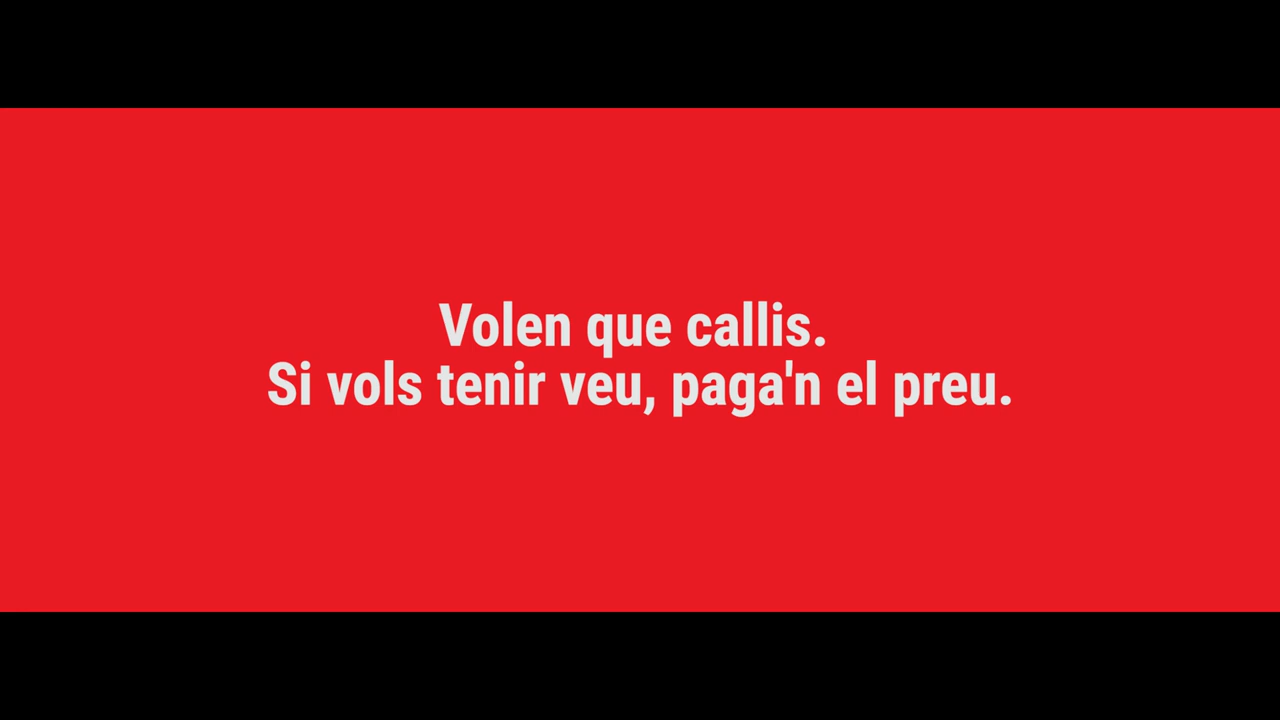 Volen que callis.
Si vols tenir veu, paga'n el preu.